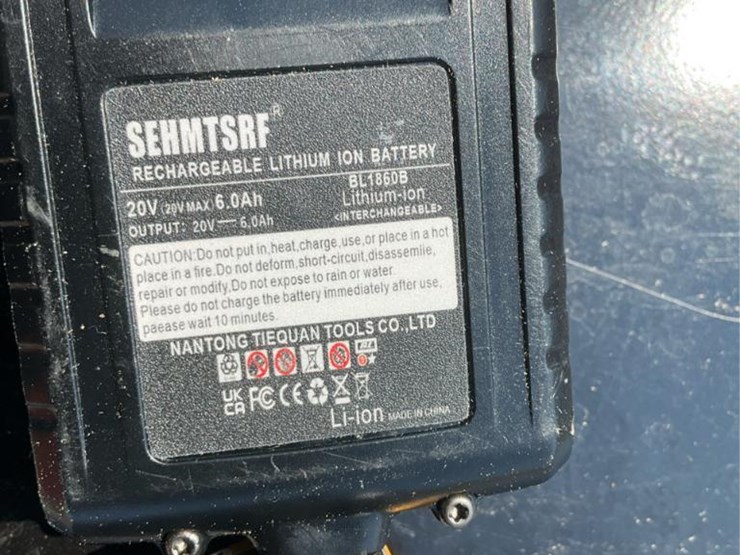 SEHMTSRF®
RECHARGEABLE LITHIUM ION BATTERY
20V (20V MAX) 6.0Ah
BL1860B
OUTPUT: 20V⎓6.0Ah
Lithium-ion
<INTERCHANGEABLE>
CAUTION:Do not put in,heat,charge,use,or place in a hot
place in a fire.Do not deform,short-circuit,disassemlie,
repair or modify.Do not expose to rain or water.
Please do not charge the battery immediately after use,
paease wait 10 minutes.
NANTONG TIEQUAN TOOLS CO.,LTD
UK
CA FC CE
Li-ion MADE IN CHINA